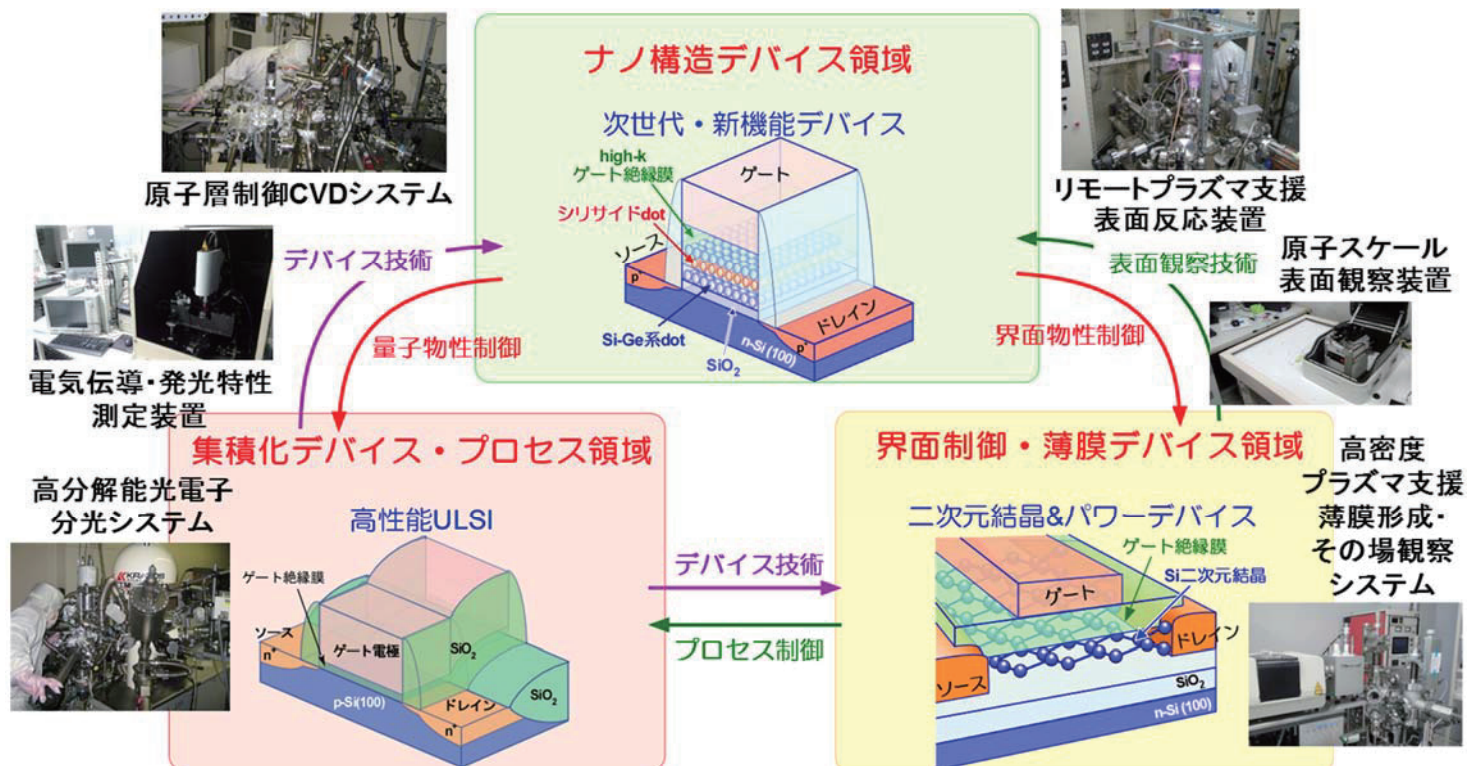 ナノ構造デバイス領域
次世代・新機能デバイス
high-k
ゲート絶縁膜
ゲート
シリサイドdot
ソース
p+
Si-Ge系dot
SiO2
n-Si (100)
ドレイン
p+
原子層制御CVDシステム
デバイス技術
量子物性制御
電気伝導・発光特性
測定装置
リモートプラズマ支援
表面反応装置
表面観察技術
界面物性制御
原子スケール
表面観察装置
集積化デバイス・プロセス領域
高性能ULSI
ゲート絶縁膜
ソース
n+
ゲート電極
SiO2
SiO2
p-Si(100)
ドレイン
n+
高分解能光電子
分光システム
デバイス技術
プロセス制御
界面制御・薄膜デバイス領域
二次元結晶&パワーデバイス
ゲート絶縁膜
Si二次元結晶
ゲート
ドレイン
ソース
SiO2
n-Si (100)
高密度
プラズマ支援
薄膜形成・
その場観察
システム